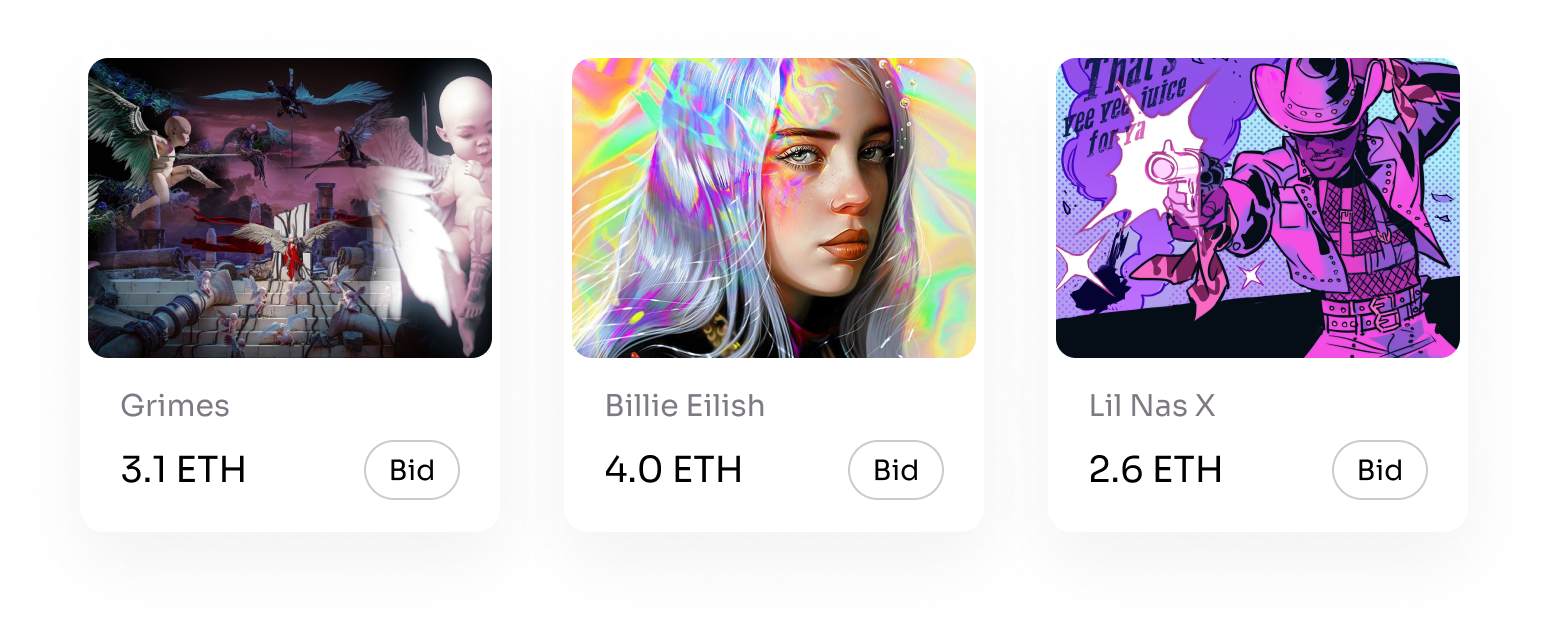 That's
yee yee juice
for ya
Grimes
3.1 ETH
Bid
Billie Eilish
4.0 ETH
Bid
Lil Nas X
2.6 ETH
Bid